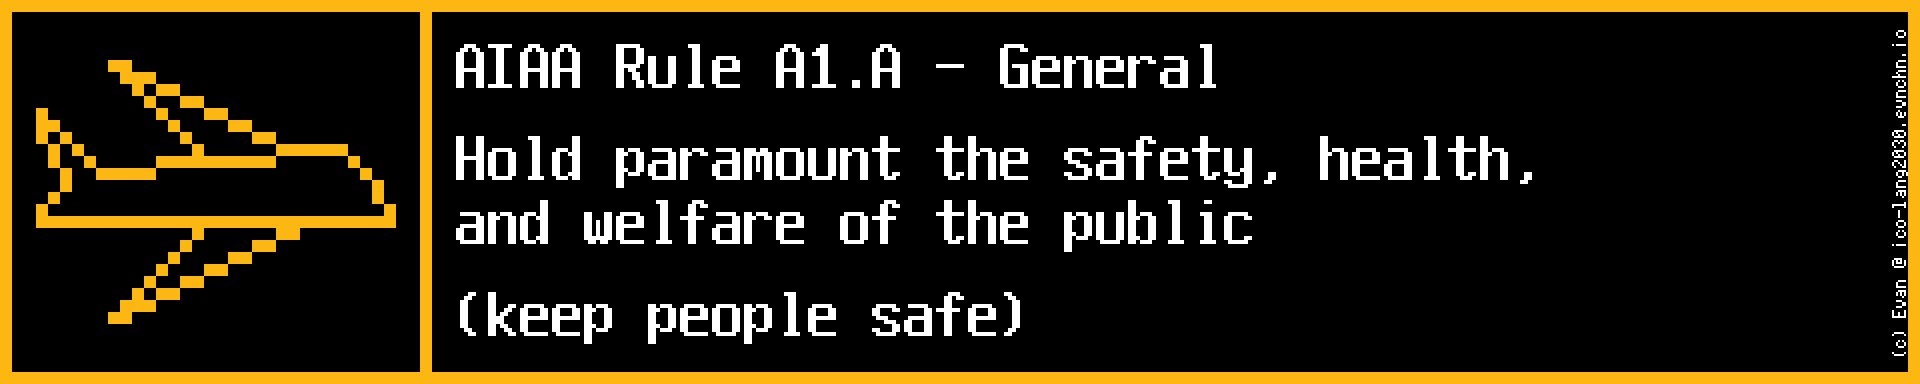 AIAA Rule A1.A – General
Hold paramount the safety, health,
and welfare of the public
(keep people safe)
(c) Evan @ ico-lang2030.evnchn.io